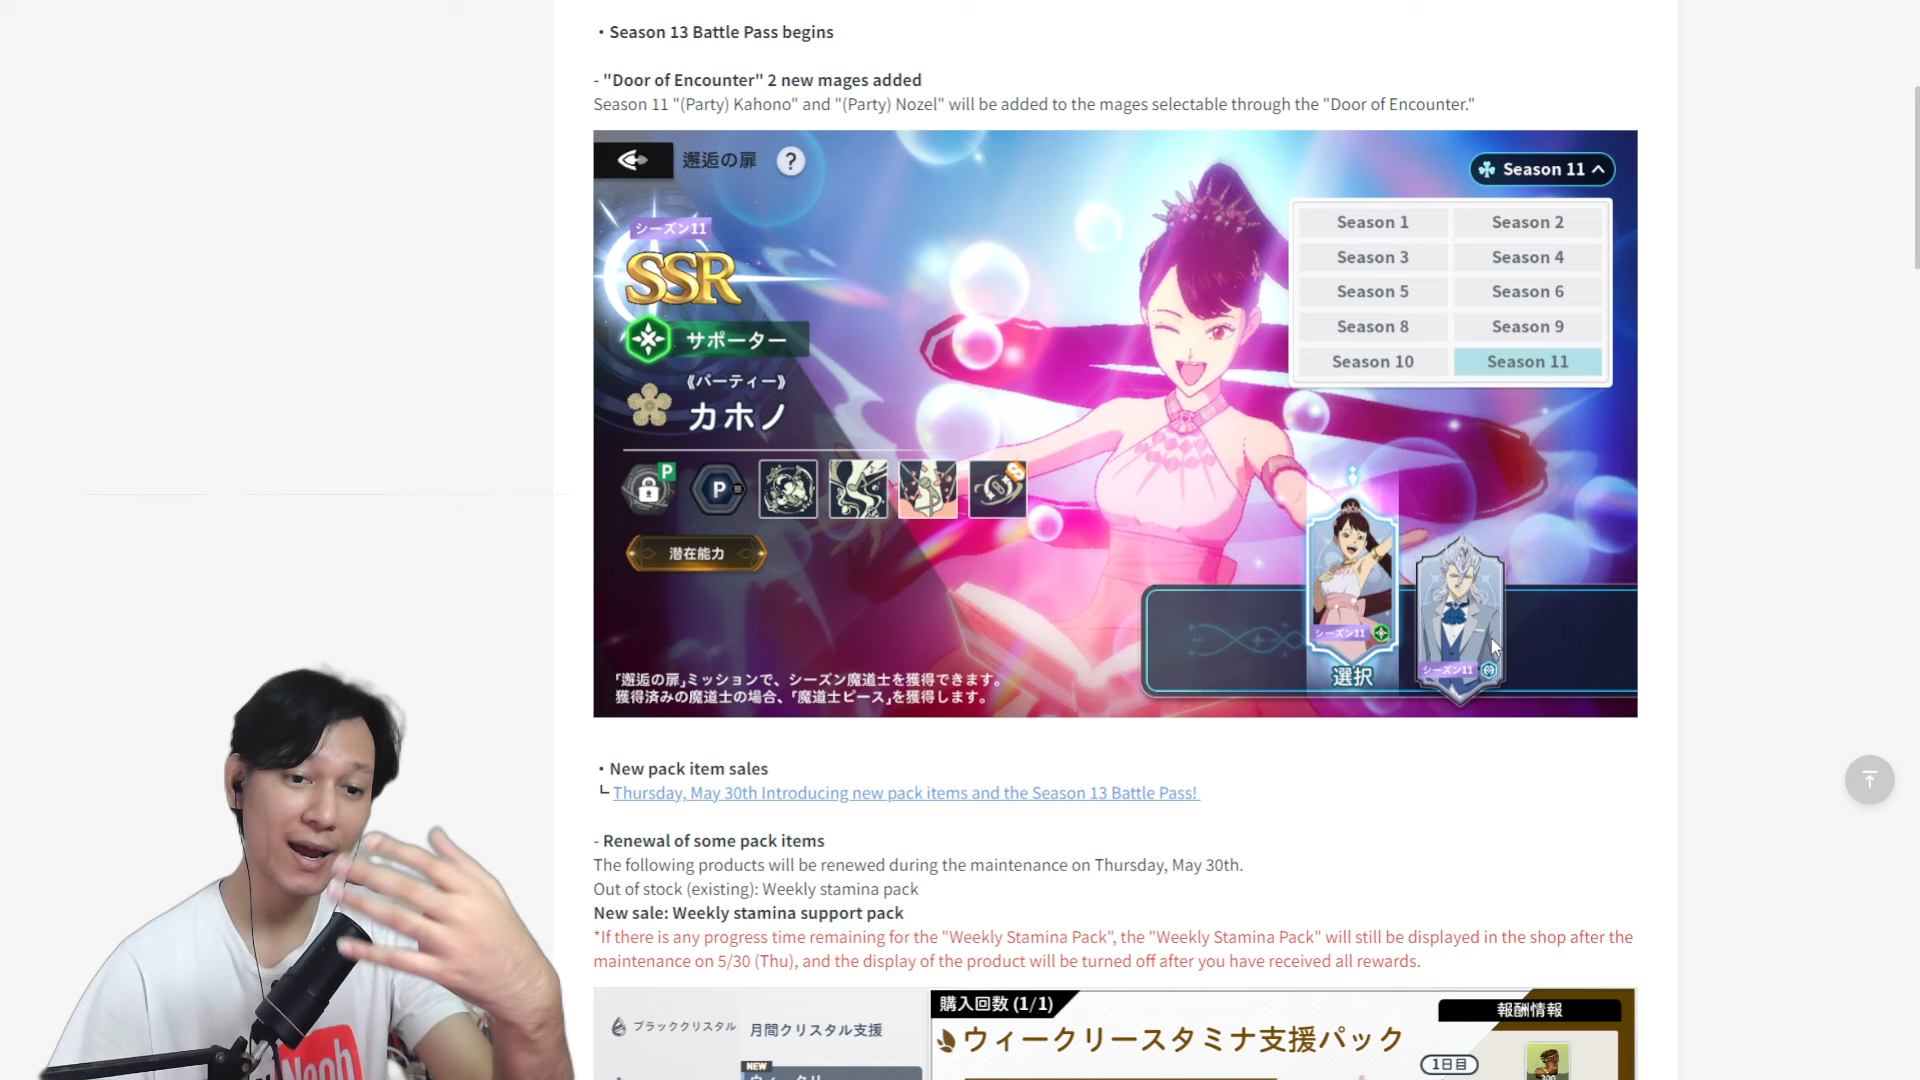 ・Season 13 Battle Pass begins
- "Door of Encounter" 2 new mages added
Season 11 "(Party) Kahono" and "(Party) Nozel" will be added to the mages selectable through the "Door of Encounter."
邂逅の扉 ?
Season 11
Season 1 Season 2
Season 3 Season 4
Season 5 Season 6
Season 8 Season 9
Season 10 Season 11
シーズン11
SSR
サポーター
《パーティー》
カホノ
P
P
潜在能力
シーズン11
選択
シーズン11
「邂逅の扉」ミッションで、シーズン魔道士を獲得できます。
獲得済みの魔道士の場合、「魔道士ピース」を獲得します。
・New pack item sales
└ Thursday, May 30th Introducing new pack items and the Season 13 Battle Pass!
- Renewal of some pack items
The following products will be renewed during the maintenance on Thursday, May 30th.
Out of stock (existing): Weekly stamina pack
New sale: Weekly stamina support pack
*If there is any progress time remaining for the "Weekly Stamina Pack", the "Weekly Stamina Pack" will still be displayed in the shop after the
maintenance on 5/30 (Thu), and the display of the product will be turned off after you have received all rewards.
ブラッククリスタル
月間クリスタル支援
NEW
購入回数 (1/1)
ウィークリースタミナ支援パック
報酬情報
1日目
300
Noob